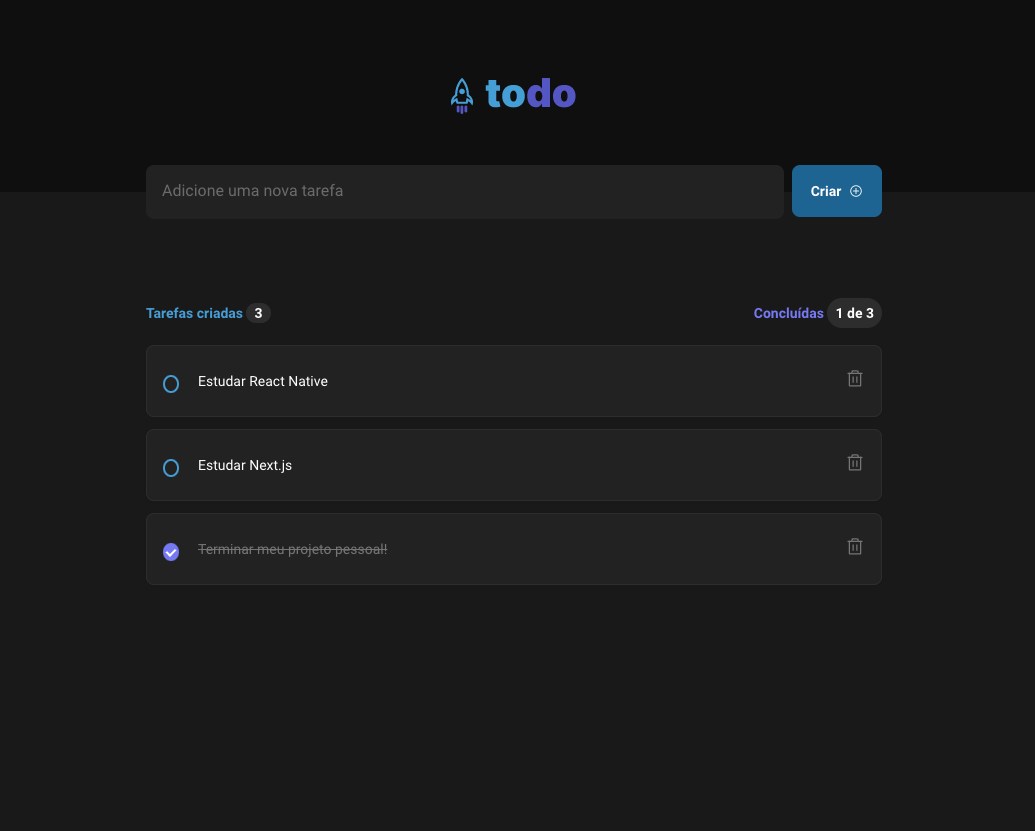 todo
Adicione uma nova tarefa
Criar
Tarefas criadas 3
Concluídas 1 de 3
Estudar React Native
Estudar Next.js
Terminar meu projeto pessoal!